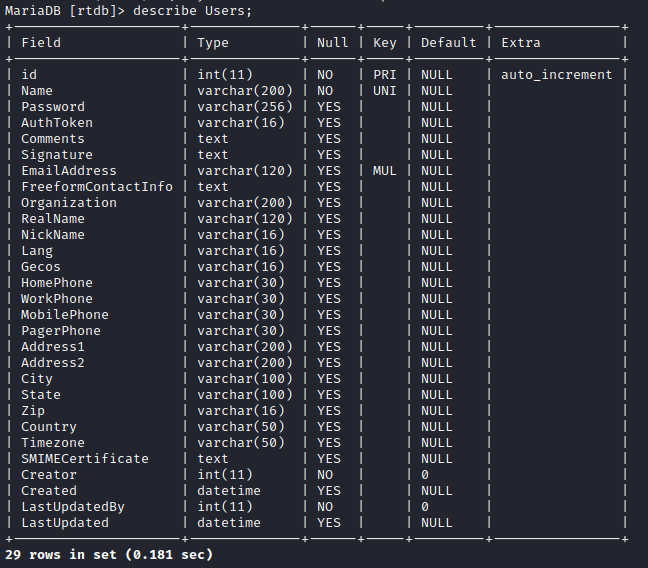 MariaDB [rtdb]> describe Users;
+--------------------+--------------+------+-----+---------+----------------+
| Field              | Type         | Null | Key | Default | Extra          |
+--------------------+--------------+------+-----+---------+----------------+
| id                 | int(11)      | NO   | PRI | NULL    | auto_increment |
| Name               | varchar(200) | NO   | UNI | NULL    |                |
| Password           | varchar(256) | YES  |     | NULL    |                |
| AuthToken          | varchar(16)  | YES  |     | NULL    |                |
| Comments           | text         | YES  |     | NULL    |                |
| Signature          | text         | YES  |     | NULL    |                |
| EmailAddress       | varchar(120) | YES  | MUL | NULL    |                |
| FreeformContactInfo | text         | YES  |     | NULL    |                |
| Organization       | varchar(200) | YES  |     | NULL    |                |
| RealName           | varchar(120) | YES  |     | NULL    |                |
| NickName           | varchar(16)  | YES  |     | NULL    |                |
| Lang               | varchar(16)  | YES  |     | NULL    |                |
| Gecos              | varchar(16)  | YES  |     | NULL    |                |
| HomePhone          | varchar(30)  | YES  |     | NULL    |                |
| WorkPhone          | varchar(30)  | YES  |     | NULL    |                |
| MobilePhone        | varchar(30)  | YES  |     | NULL    |                |
| PagerPhone         | varchar(30)  | YES  |     | NULL    |                |
| Address1           | varchar(200) | YES  |     | NULL    |                |
| Address2           | varchar(200) | YES  |     | NULL    |                |
| City               | varchar(100) | YES  |     | NULL    |                |
| State              | varchar(100) | YES  |     | NULL    |                |
| Zip                | varchar(16)  | YES  |     | NULL    |                |
| Country            | varchar(50)  | YES  |     | NULL    |                |
| Timezone           | varchar(50)  | YES  |     | NULL    |                |
| SMIMECertificate   | text         | YES  |     | NULL    |                |
| Creator            | int(11)      | NO   |     | 0       |                |
| Created            | datetime     | YES  |     | NULL    |                |
| LastUpdatedBy      | int(11)      | NO   |     | 0       |                |
| LastUpdated        | datetime     | YES  |     | NULL    |                |
+--------------------+--------------+------+-----+---------+----------------+
29 rows in set (0.181 sec)